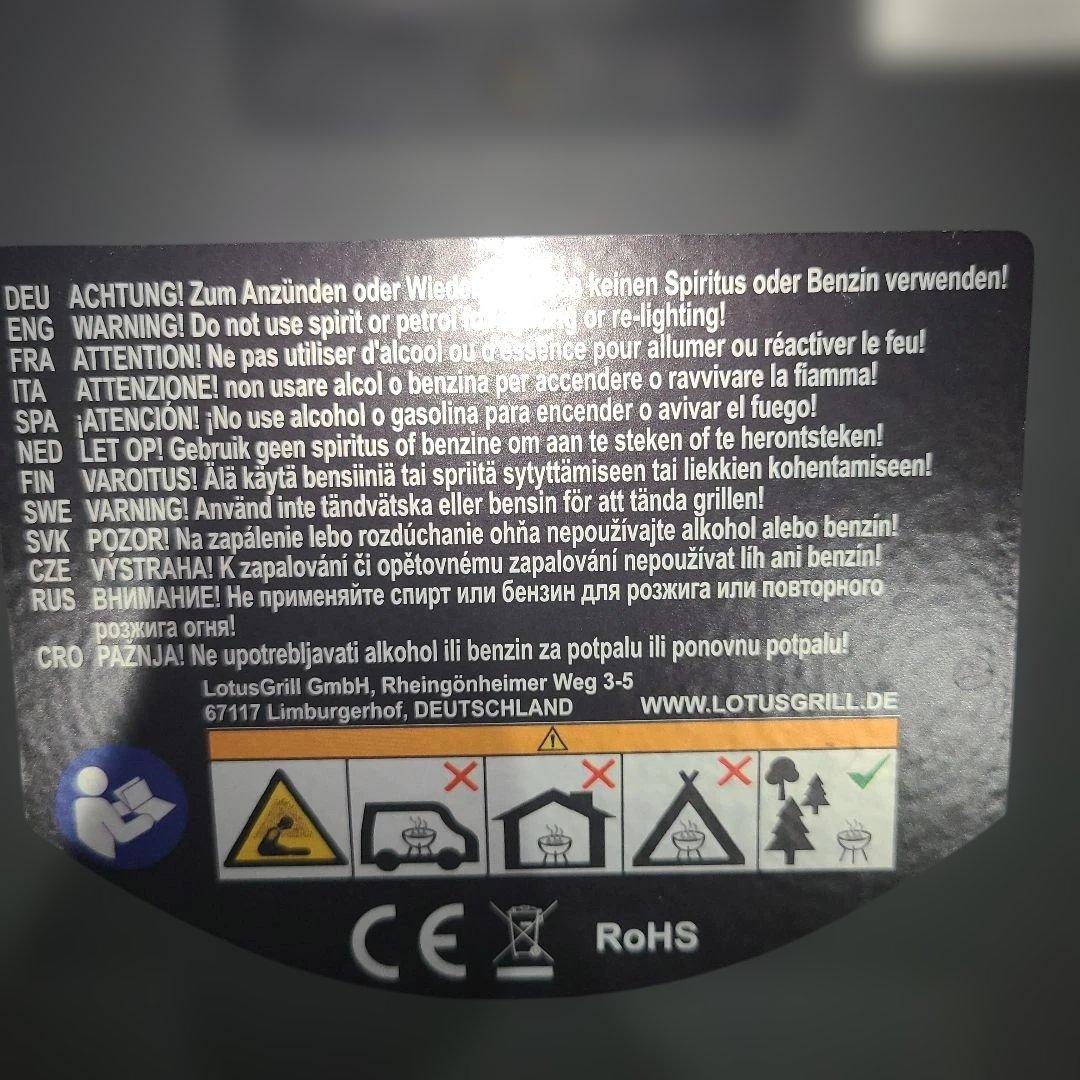 DEU ACHTUNG! Zum Anzünden oder keinen Spiritus oder Benzin verwenden!
ENG WARNING! Do not use spirit or petrol or re-lighting!
FRA ATTENTION! Ne pas utiliser d'alcool ou d'essence pour allumer ou réactiver le feu!
ITA ATTENZIONE! non usare alcol o benzina per accendere o ravvivare la fiamma!
SPA ¡ATENCIÓN! ¡No use alcohol o gasolina para encender o avivar el fuego!
NED LET OP! Gebruik geen spiritus of benzine om aan te steken of te herontsteken!
FIN VAROITUS! Älä käytä bensiiniä tai spriitä sytyttämiseen tai liekkien kohentamiseen!
SWE VARNING! Använd inte tändvätska eller bensin för att tända grillen!
SVK POZOR! Na zapálenie lebo rozdúchanie ohňa nepoužívajte alkohol alebo benzín!
CZE VÝSTRAHA! K zapalování či opětovnému zapalování nepoužívat líh ani benzín!
RUS ВНИМАНИЕ! Не применяйте спирт или бензин для розжига или повторного
розжига огня!
CRO PAŽNJA! Ne upotrebljavati alkohol ili benzin za potpalu ili ponovnu potpalu!
LotusGrill GmbH, Rheingönheimer Weg 3-5
67117 Limburgerhof, DEUTSCHLAND WWW.LOTUSGRILL.DE
CE RoHS